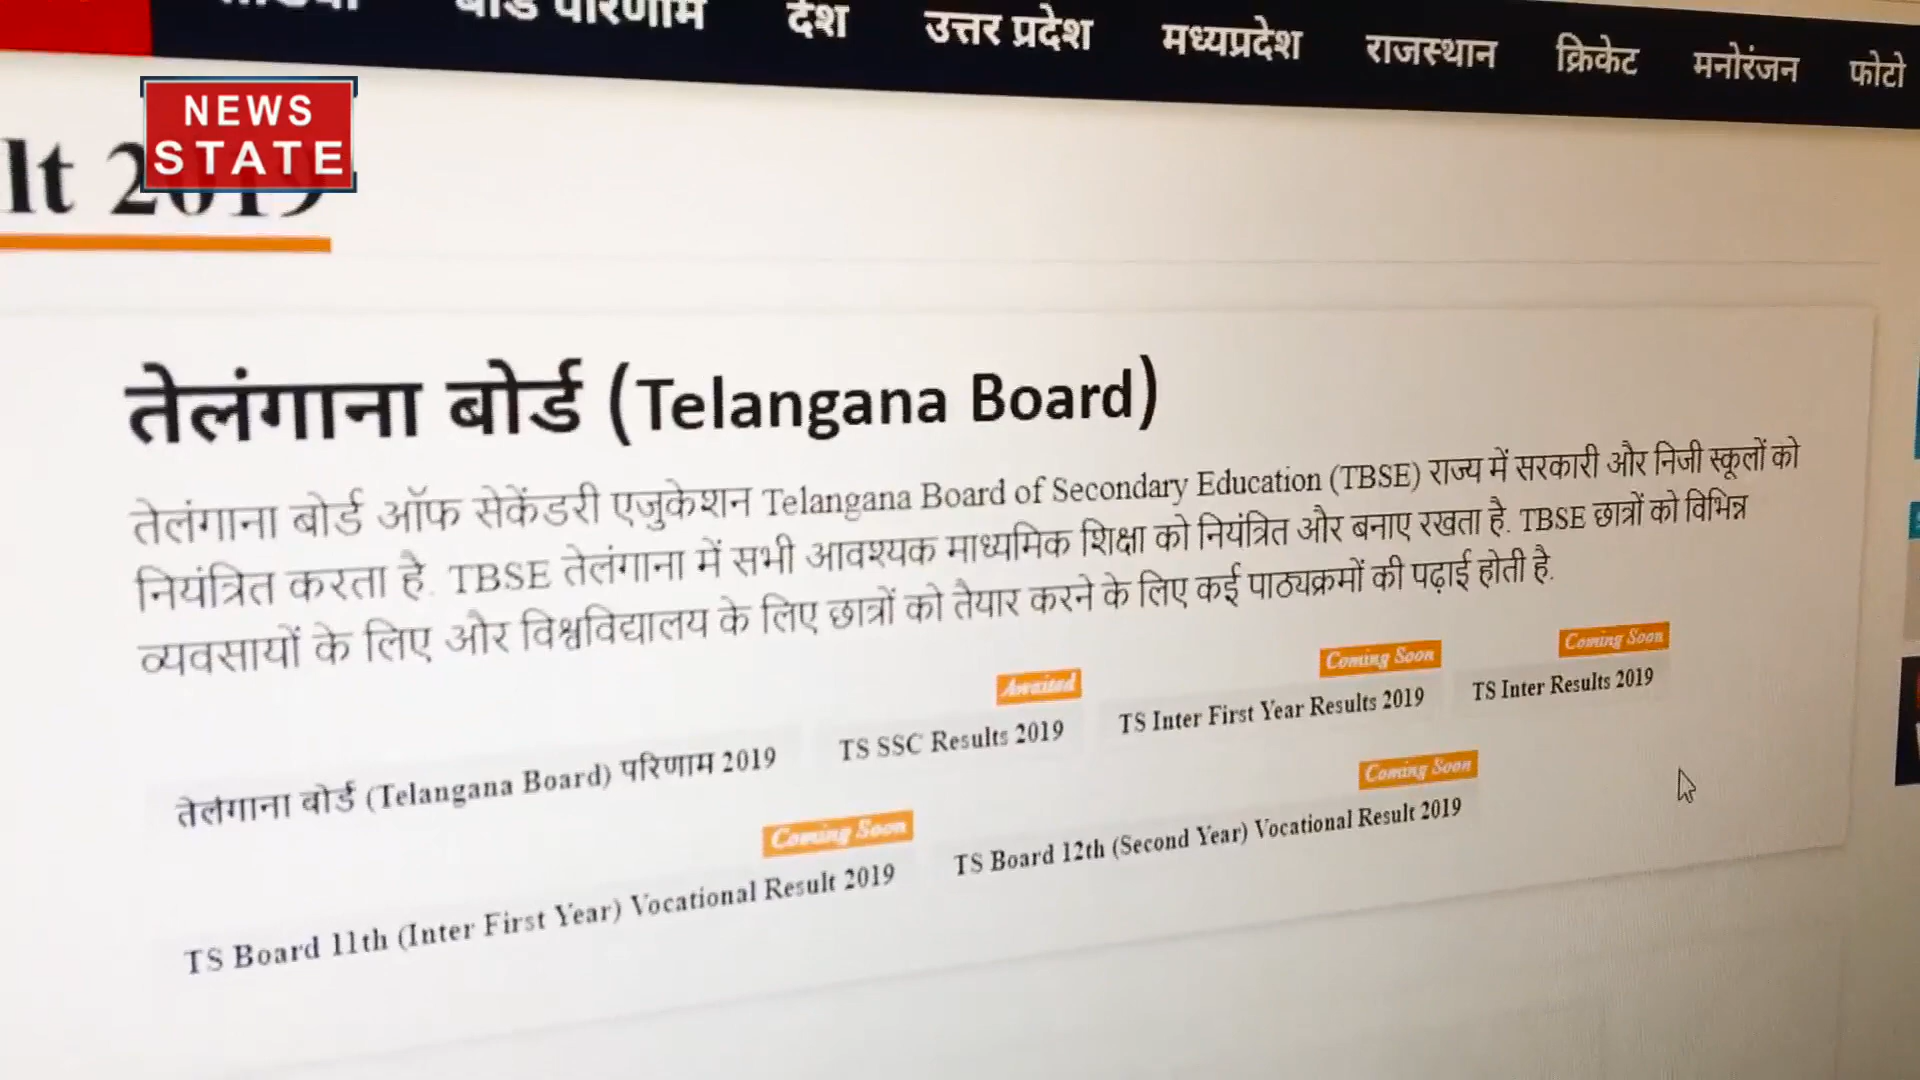 बोर्ड परिणाम देश उत्तर प्रदेश मध्यप्रदेश राजस्थान क्रिकेट मनोरंजन फोटो
NEWS
STATE
lt 2019
तेलंगाना बोर्ड (Telangana Board)
तेलंगाना बोर्ड ऑफ सेकेंडरी एजुकेशन Telangana Board of Secondary Education (TBSE) राज्य में सरकारी और निजी स्कूलों को
नियंत्रित करता है. TBSE तेलंगाना में सभी आवश्यक माध्यमिक शिक्षा को नियंत्रित और बनाए रखता है. TBSE छात्रों को विभिन्न
व्यवसायों के लिए और विश्वविद्यालय के लिए छात्रों को तैयार करने के लिए कई पाठ्यक्रमों की पढ़ाई होती है.
Awaited Coming Soon Coming Soon
तेलंगाना बोर्ड (Telangana Board) परिणाम 2019 TS SSC Results 2019 TS Inter First Year Results 2019 TS Inter Results 2019
Coming Soon Coming Soon
TS Board 11th (Inter First Year) Vocational Result 2019 TS Board 12th (Second Year) Vocational Result 2019